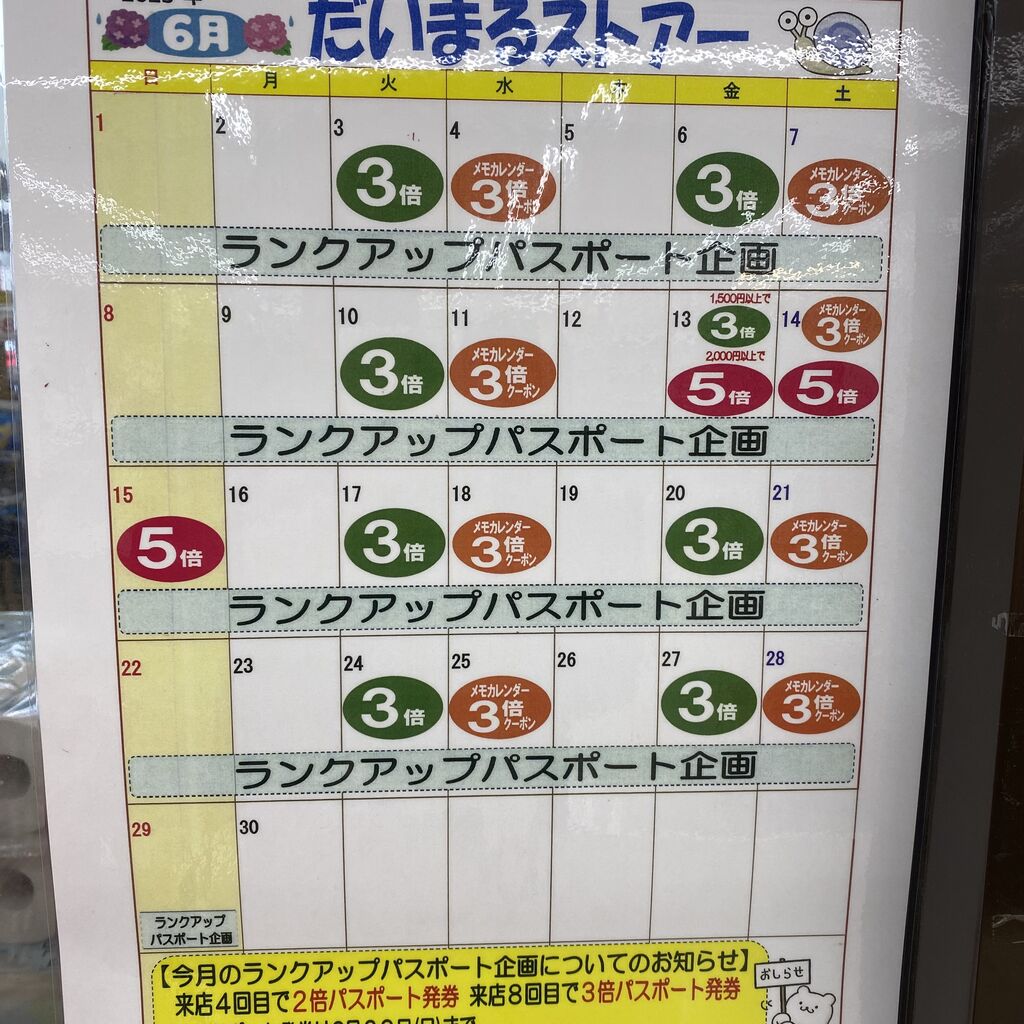 6月 だいまるストアー
日 月 火 水 木 金 土
1 2 3 4 5 6 7
3倍 メモカレンダー 3倍 クーポン 3倍 メモカレンダー 3倍 クーポン
ランクアップパスポート企画
8 9 10 11 12 13 14
1,500円以上で 3倍 メモカレンダー 3倍 クーポン
3倍 メモカレンダー 3倍 クーポン 2,000円以上で 5倍 5倍
ランクアップパスポート企画
15 16 17 18 19 20 21
5倍 3倍 メモカレンダー 3倍 クーポン 3倍 メモカレンダー 3倍 クーポン
ランクアップパスポート企画
22 23 24 25 26 27 28
3倍 メモカレンダー 3倍 クーポン 3倍 メモカレンダー 3倍 クーポン
ランクアップパスポート企画
29 30
ランクアップ
パスポート企画
【今月のランクアップパスポート企画についてのお知らせ】
おしらせ
来店4回目で2倍パスポート発券 来店8回目で3倍パスポート発券